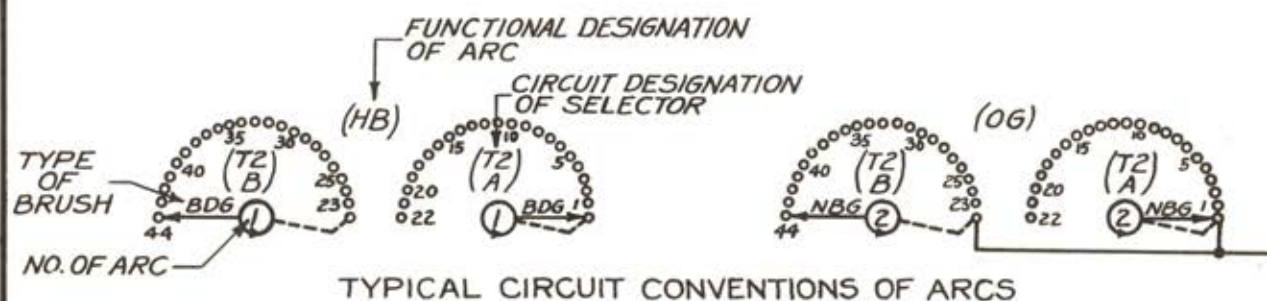 FUNCTIONAL DESIGNATION
OF ARC
CIRCUIT DESIGNATION
OF SELECTOR
(HB)
(OG)
TYPE
OF
BRUSH
NO. OF ARC
35 30
40 (T2 25
B) 23
44 BDG 1
15 10 5
20 (T2
22 A)
1 BDG 1
35 30
40 (T2 25
B) 23
44 NBG 2
15 10 5
20 (T2
22 A)
2 NBG 1
TYPICAL CIRCUIT CONVENTIONS OF ARCS